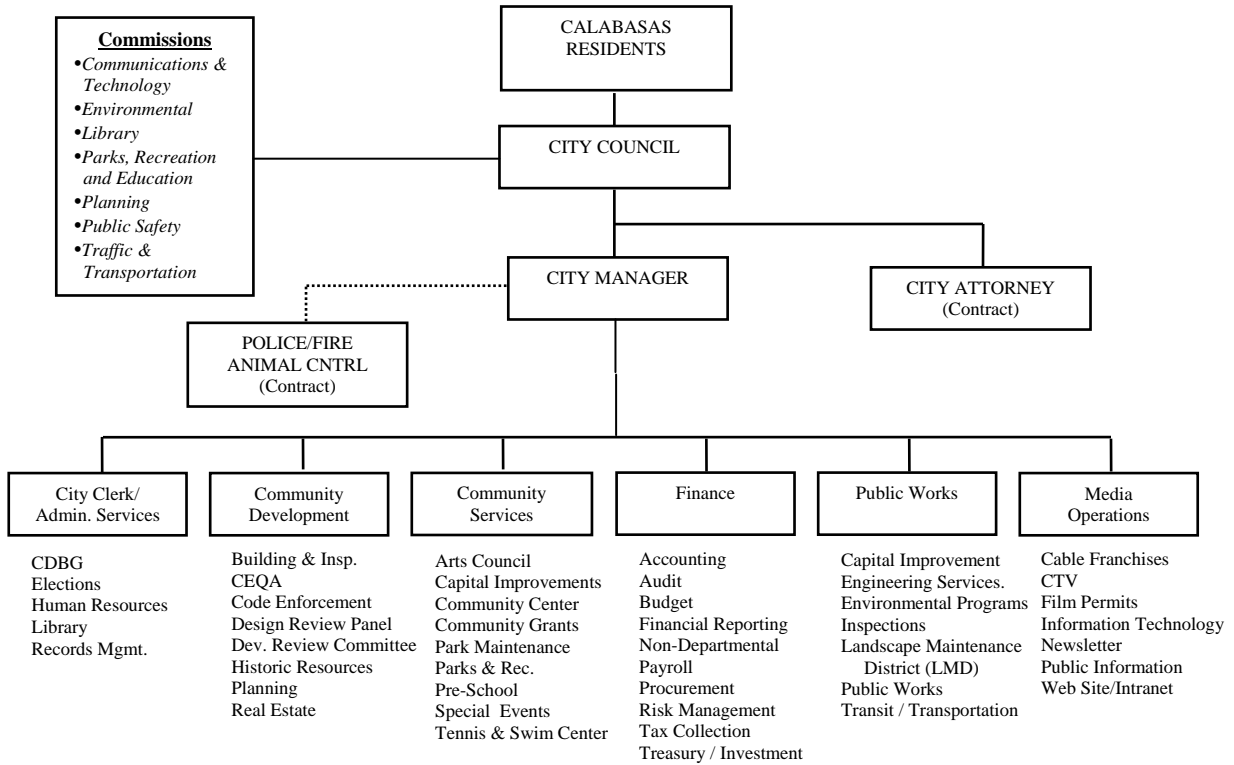 CALABASAS
RESIDENTS
Commissions
•Communications &
Technology
•Environmental
•Library
•Parks, Recreation
and Education
•Planning
•Public Safety
•Traffic &
Transportation
CITY COUNCIL
CITY MANAGER
CITY ATTORNEY
(Contract)
POLICE/FIRE
ANIMAL CNTRL
(Contract)
City Clerk/
Admin. Services
CDBG
Elections
Human Resources
Library
Records Mgmt.
Community
Development
Building & Insp.
CEQA
Code Enforcement
Design Review Panel
Dev. Review Committee
Historic Resources
Planning
Real Estate
Community
Services
Arts Council
Capital Improvements
Community Center
Community Grants
Park Maintenance
Parks & Rec.
Pre-School
Special Events
Tennis & Swim Center
Finance
Accounting
Audit
Budget
Financial Reporting
Non-Departmental
Payroll
Procurement
Risk Management
Tax Collection
Treasury / Investment
Public Works
Capital Improvement
Engineering Services.
Environmental Programs
Inspections
Landscape Maintenance
District (LMD)
Public Works
Transit / Transportation
Media
Operations
Cable Franchises
CTV
Film Permits
Information Technology
Newsletter
Public Information
Web Site/Intranet